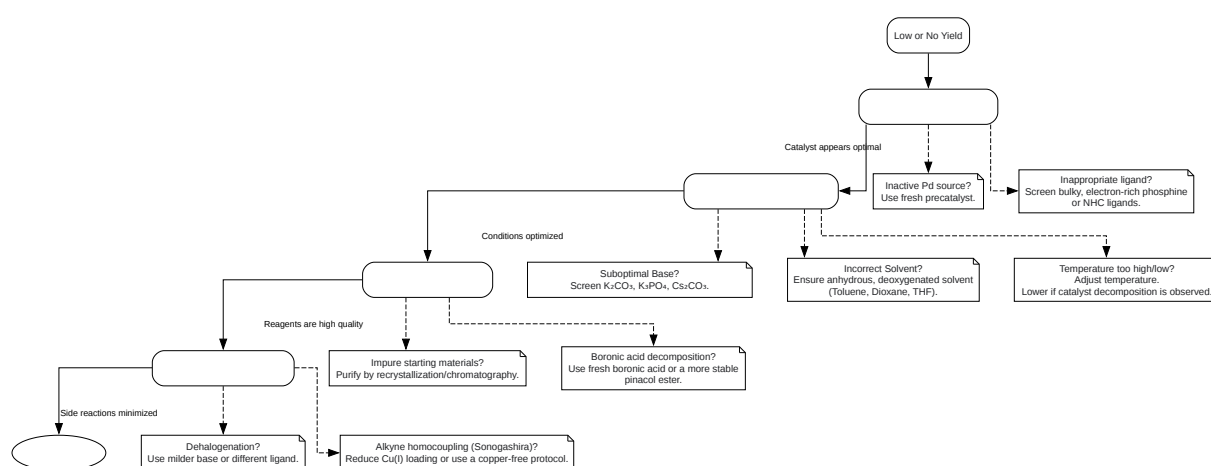 Low or No Yield
Catalyst appears optimal
Inactive Pd source?
Use fresh precatalyst.
Inappropriate ligand?
Screen bulky, electron-rich phosphine
or NHC ligands.
Conditions optimized
Suboptimal Base?
Screen K₂CO₃, K₃PO₄, Cs₂CO₃.
Incorrect Solvent?
Ensure anhydrous, deoxygenated solvent
(Toluene, Dioxane, THF).
Temperature too high/low?
Adjust temperature.
Lower if catalyst decomposition is observed.
Reagents are high quality
Impure starting materials?
Purify by recrystallization/chromatography.
Boronic acid decomposition?
Use fresh boronic acid or a more stable
pinacol ester.
Side reactions minimized
Dehalogenation?
Use milder base or different ligand.
Alkyne homocoupling (Sonogashira)?
Reduce Cu(I) loading or use a copper-free protocol.